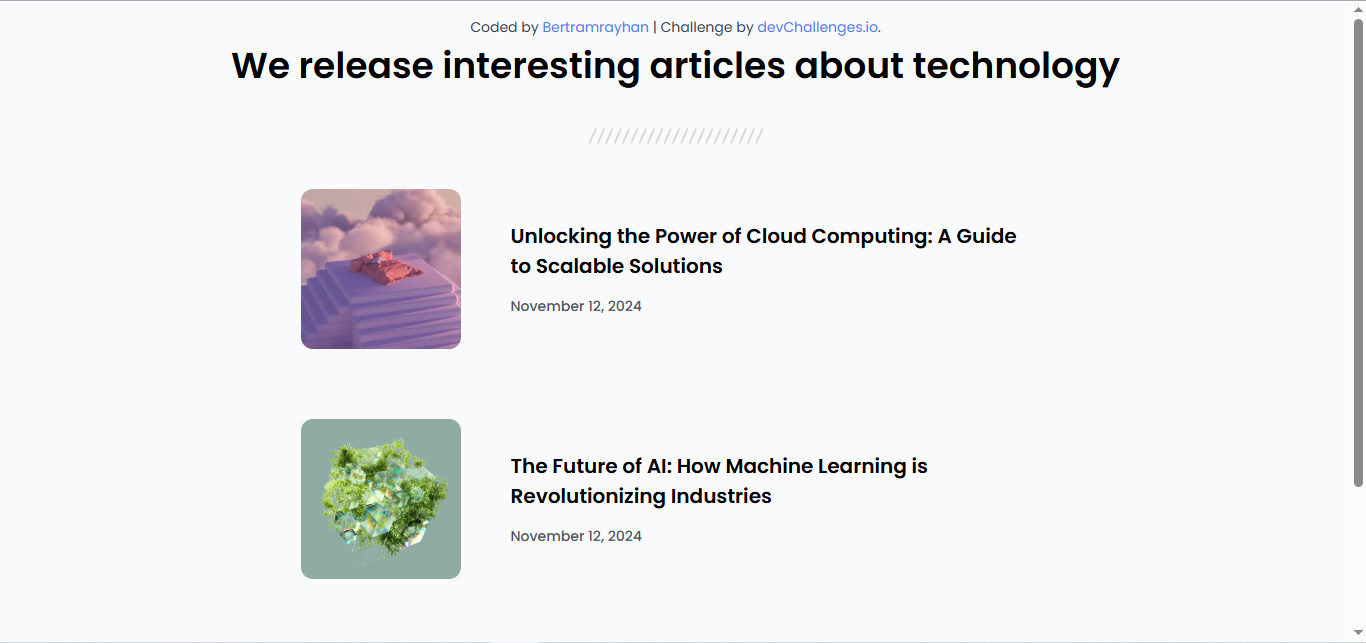 Coded by Bertramrayhan | Challenge by devChallenges.io.
We release interesting articles about technology
Unlocking the Power of Cloud Computing: A Guide
to Scalable Solutions
November 12, 2024
The Future of AI: How Machine Learning is
Revolutionizing Industries
November 12, 2024